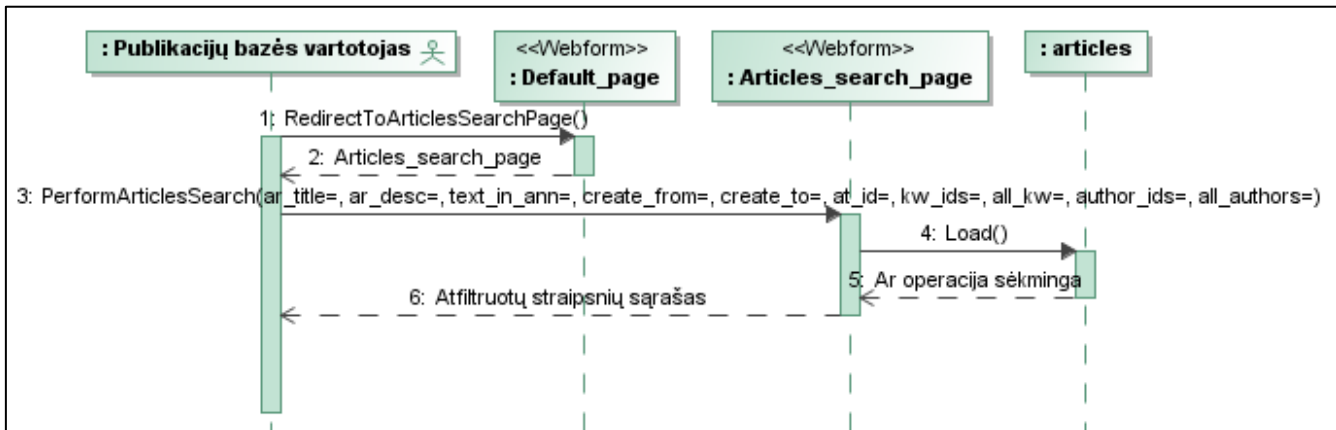 : Publikacijų bazės vartotojas
<<Webform>>
: Default_page
<<Webform>>
: Articles_search_page
: articles
1: RedirectToArticlesSearchPage()
2: Articles_search_page
3: PerformArticlesSearch(ar_title=, ar_desc=, text_in_ann=, create_from=, create_to=, at_id=, kw_ids=, all_kw=, author_ids=, all_authors=)
4: Load()
5: Ar operacija sėkminga
6: Atfiltruotų straipsnių sąrašas